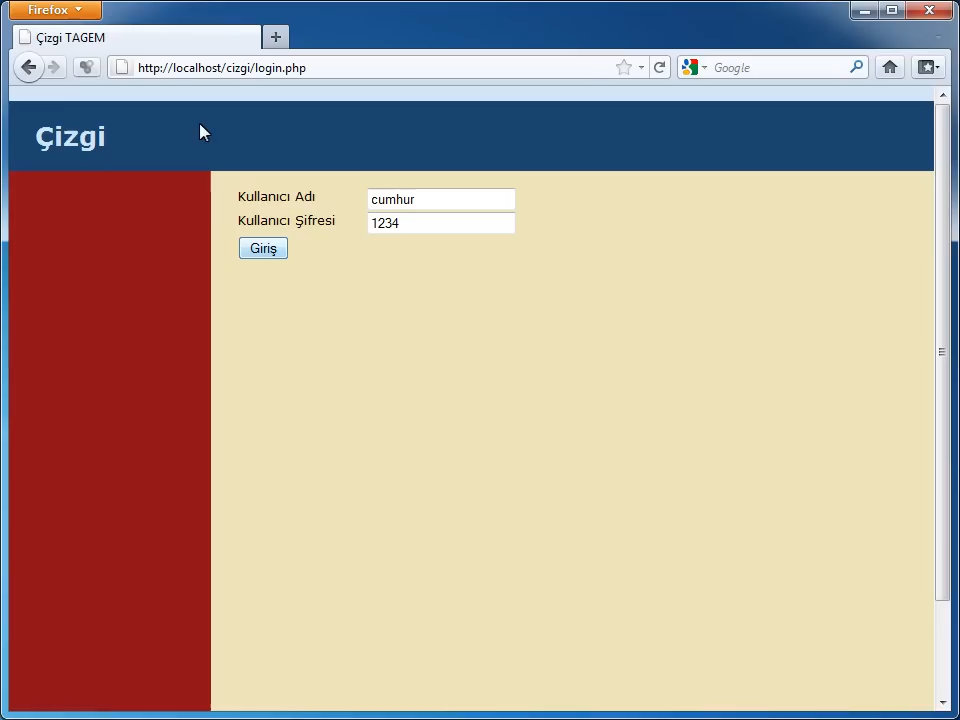 Firefox
Çizgi TAGEM
http://localhost/cizgi/login.php
Google
Çizgi
Kullanıcı Adı
cumhur
Kullanıcı Şifresi
1234
Giriş